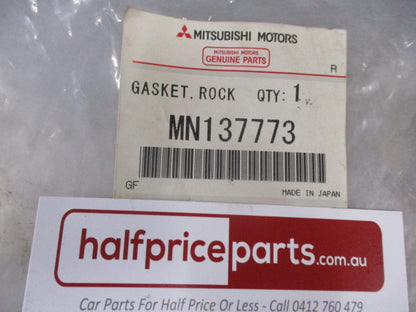 MITSUBISHI MOTORS
MITSUBISHI MOTORS
GENUINE PARTS
R
GASKET, ROCK QTY: 1
MN137773
GF MADE IN JAPAN
halfpriceparts.com.au
Car Parts For Half Price Or Less - Call 0412 760 479